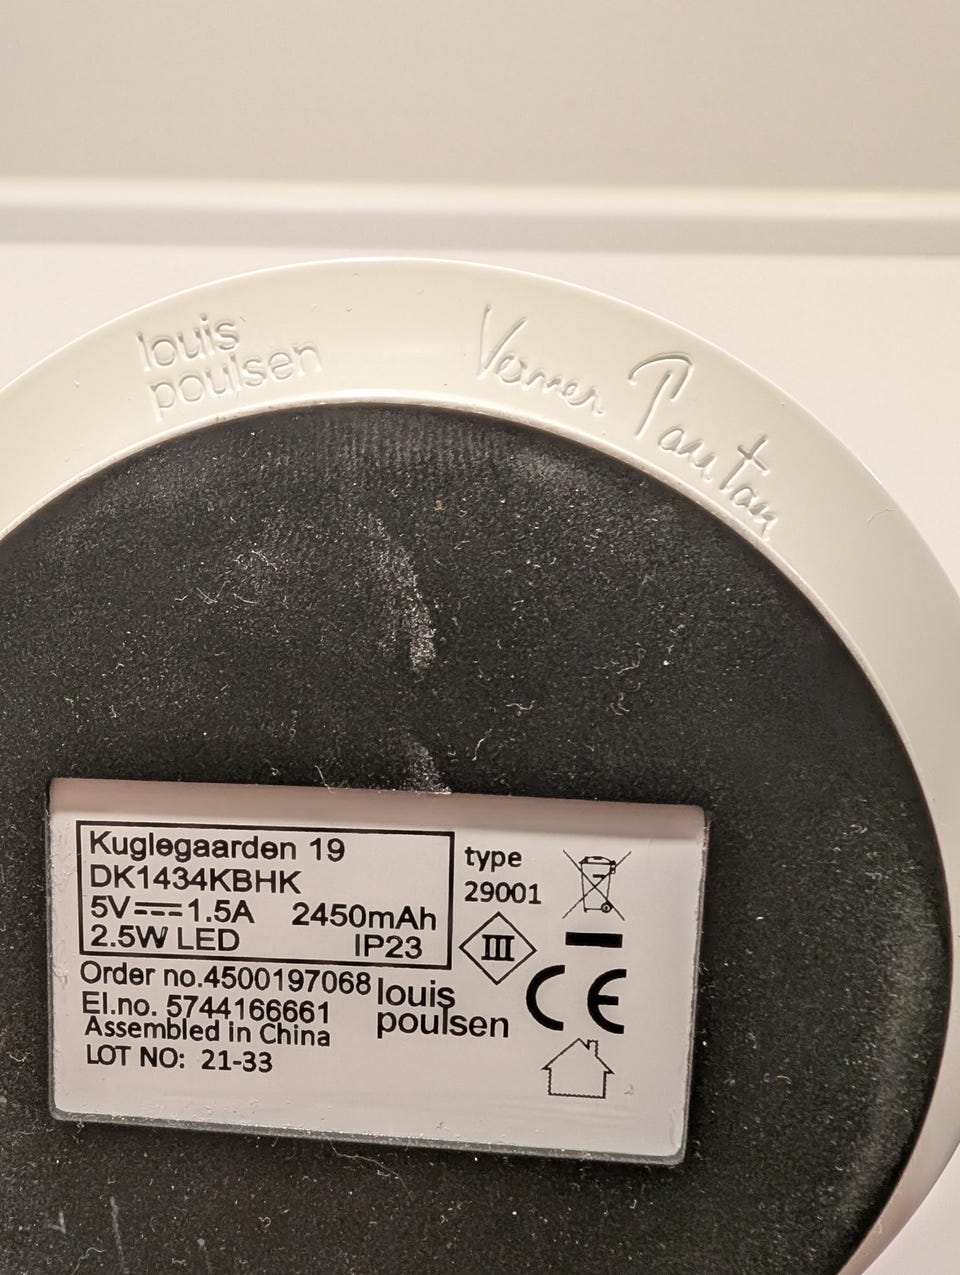 louis
poulsen
Verner Panton
Kuglegaarden 19
DK1434KBHK
5V⎓1.5A 2450mAh
2.5W LED IP23
type
29001
III
Order no.4500197068
El.no. 5744166661
Assembled in China
LOT NO: 21-33
louis
poulsen
CE